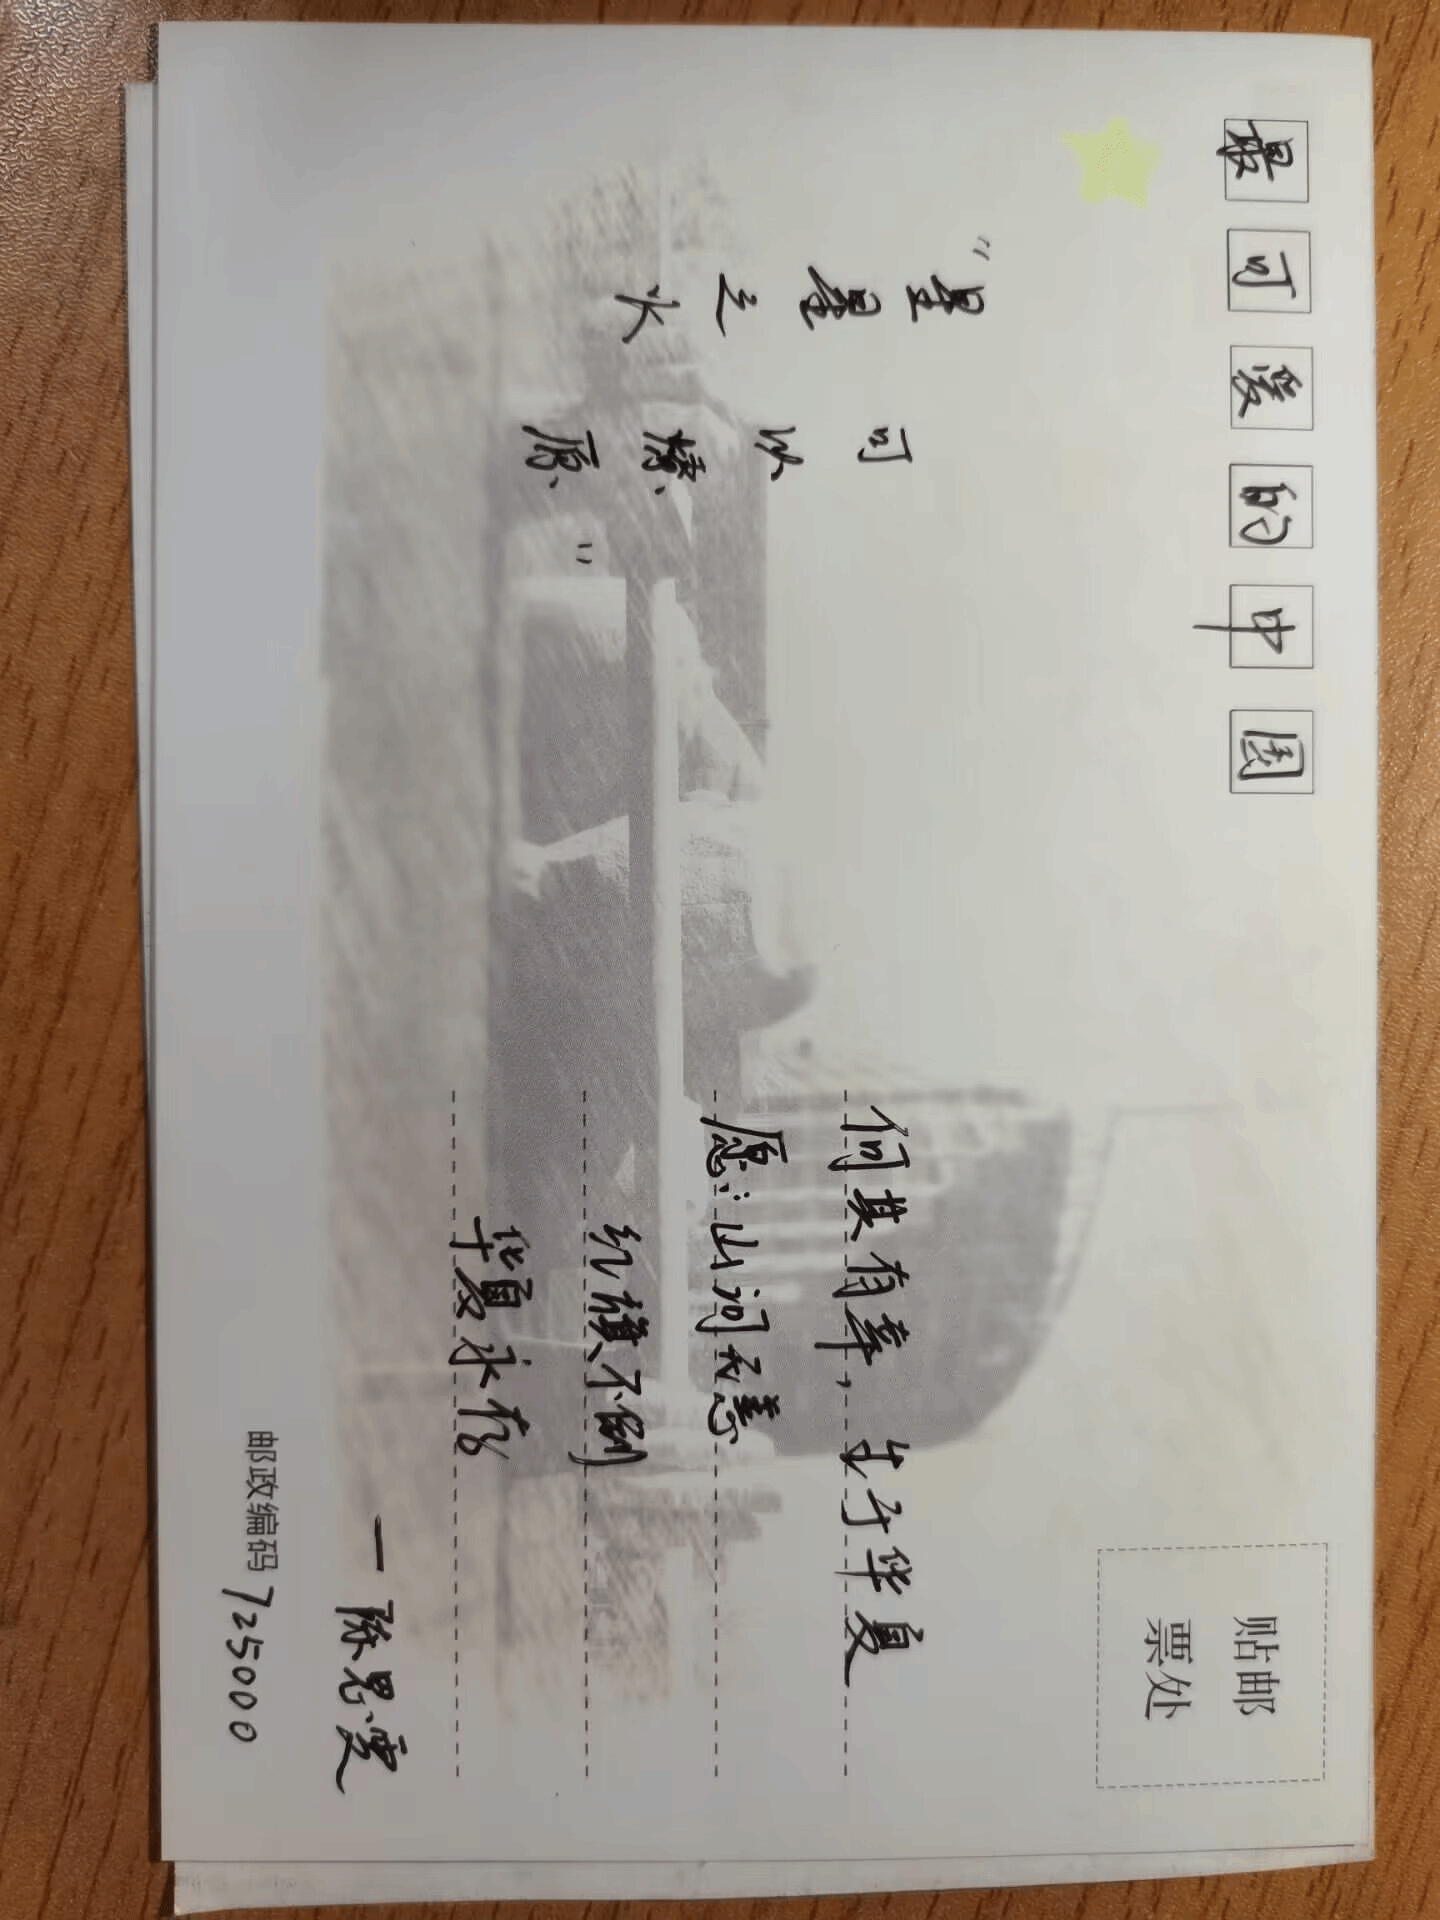 最可爱的中国
贴邮
票处
"星星之火
可以燎原"
何其有幸，生于华夏
愿：山河无恙
红旗不倒
华夏永存
—陈思雯
邮政编码 725000